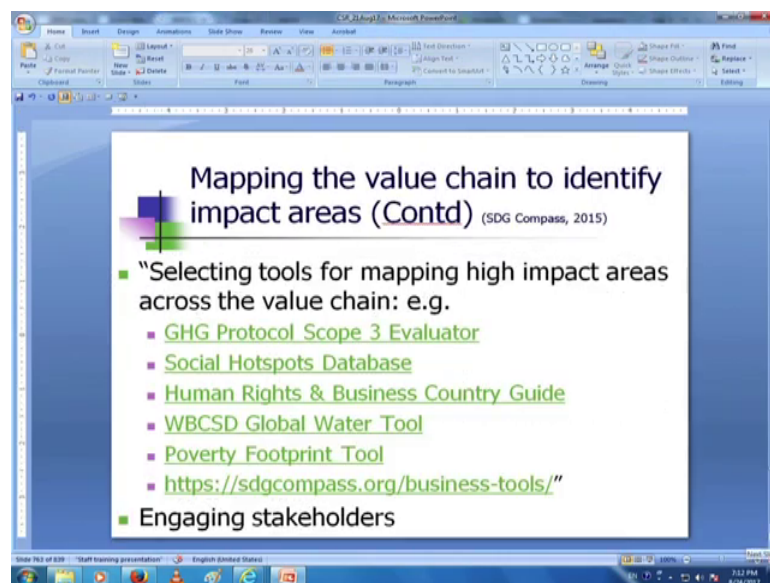 CSR_21Aug17 - Microsoft PowerPoint
Home Insert Design Animations Slide Show Review View Acrobat
Cut
Copy
Format Painter
Paste
Clipboard
New Slide
Layout
Reset
Delete
Slides
Font
Paragraph
Text Direction
Align Text
Convert to SmartArt
Arrange
Quick Styles
Shape Fill
Shape Outline
Shape Effects
Drawing
Find
Replace
Select
Editing
Mapping the value chain to identify
impact areas (Contd) (SDG Compass, 2015)
“Selecting tools for mapping high impact areas
across the value chain: e.g.
GHG Protocol Scope 3 Evaluator
Social Hotspots Database
Human Rights & Business Country Guide
WBCSD Global Water Tool
Poverty Footprint Tool
https://sdgcompass.org/business-tools/”
Engaging stakeholders
Slide 763 of 839 "Staff training presentation" English (United States) 100%
EN 7:12 PM